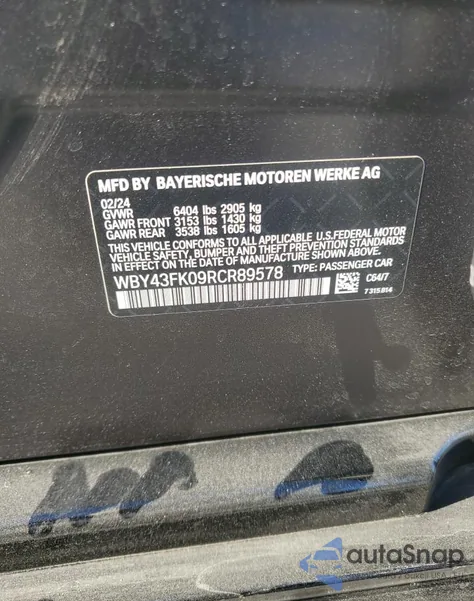 MFD BY BAYERISCHE MOTOREN WERKE AG
02/24
GVWR 6404 lbs 2905 kg
GAWR FRONT 3153 lbs 1430 kg
GAWR REAR 3538 lbs 1605 kg
THIS VEHICLE CONFORMS TO ALL APPLICABLE U.S.FEDERAL MOTOR
VEHICLE SAFETY, BUMPER AND THEFT PREVENTION STANDARDS
IN EFFECT ON THE DATE OF MANUFACTURE SHOWN ABOVE.
WBY43FK09RCR89578 TYPE: PASSENGER CAR
C64/7
7315814
autoSnap